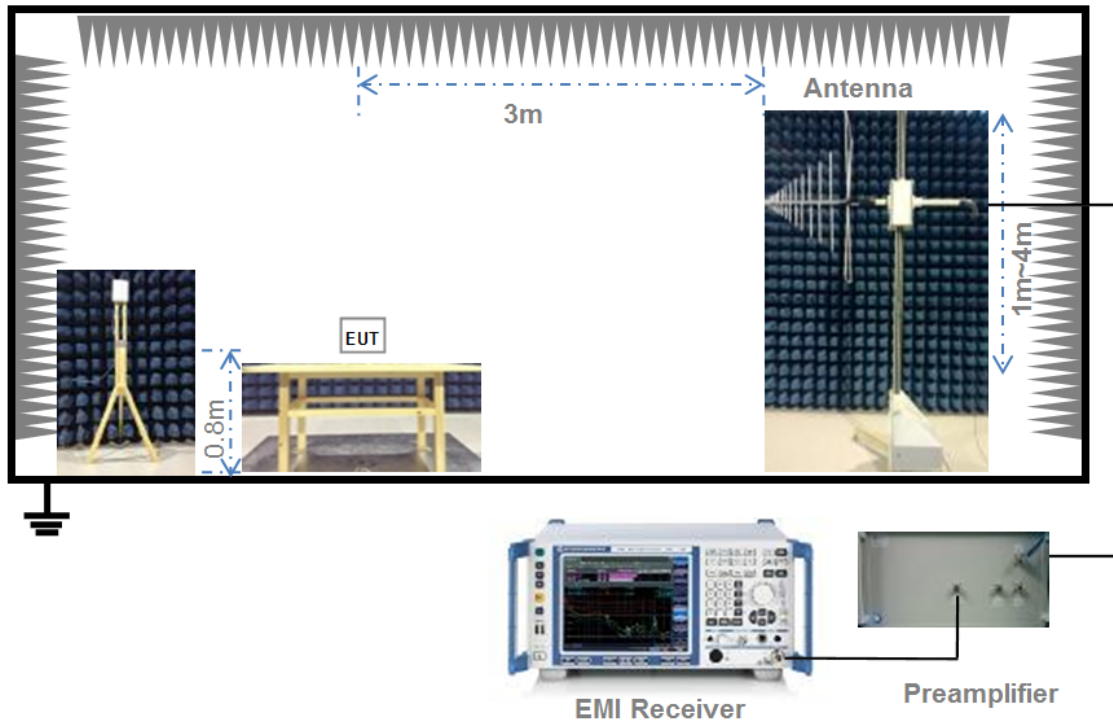 Antenna
3m
1m~4m
EUT
0.8m
EMI Receiver
Preamplifier